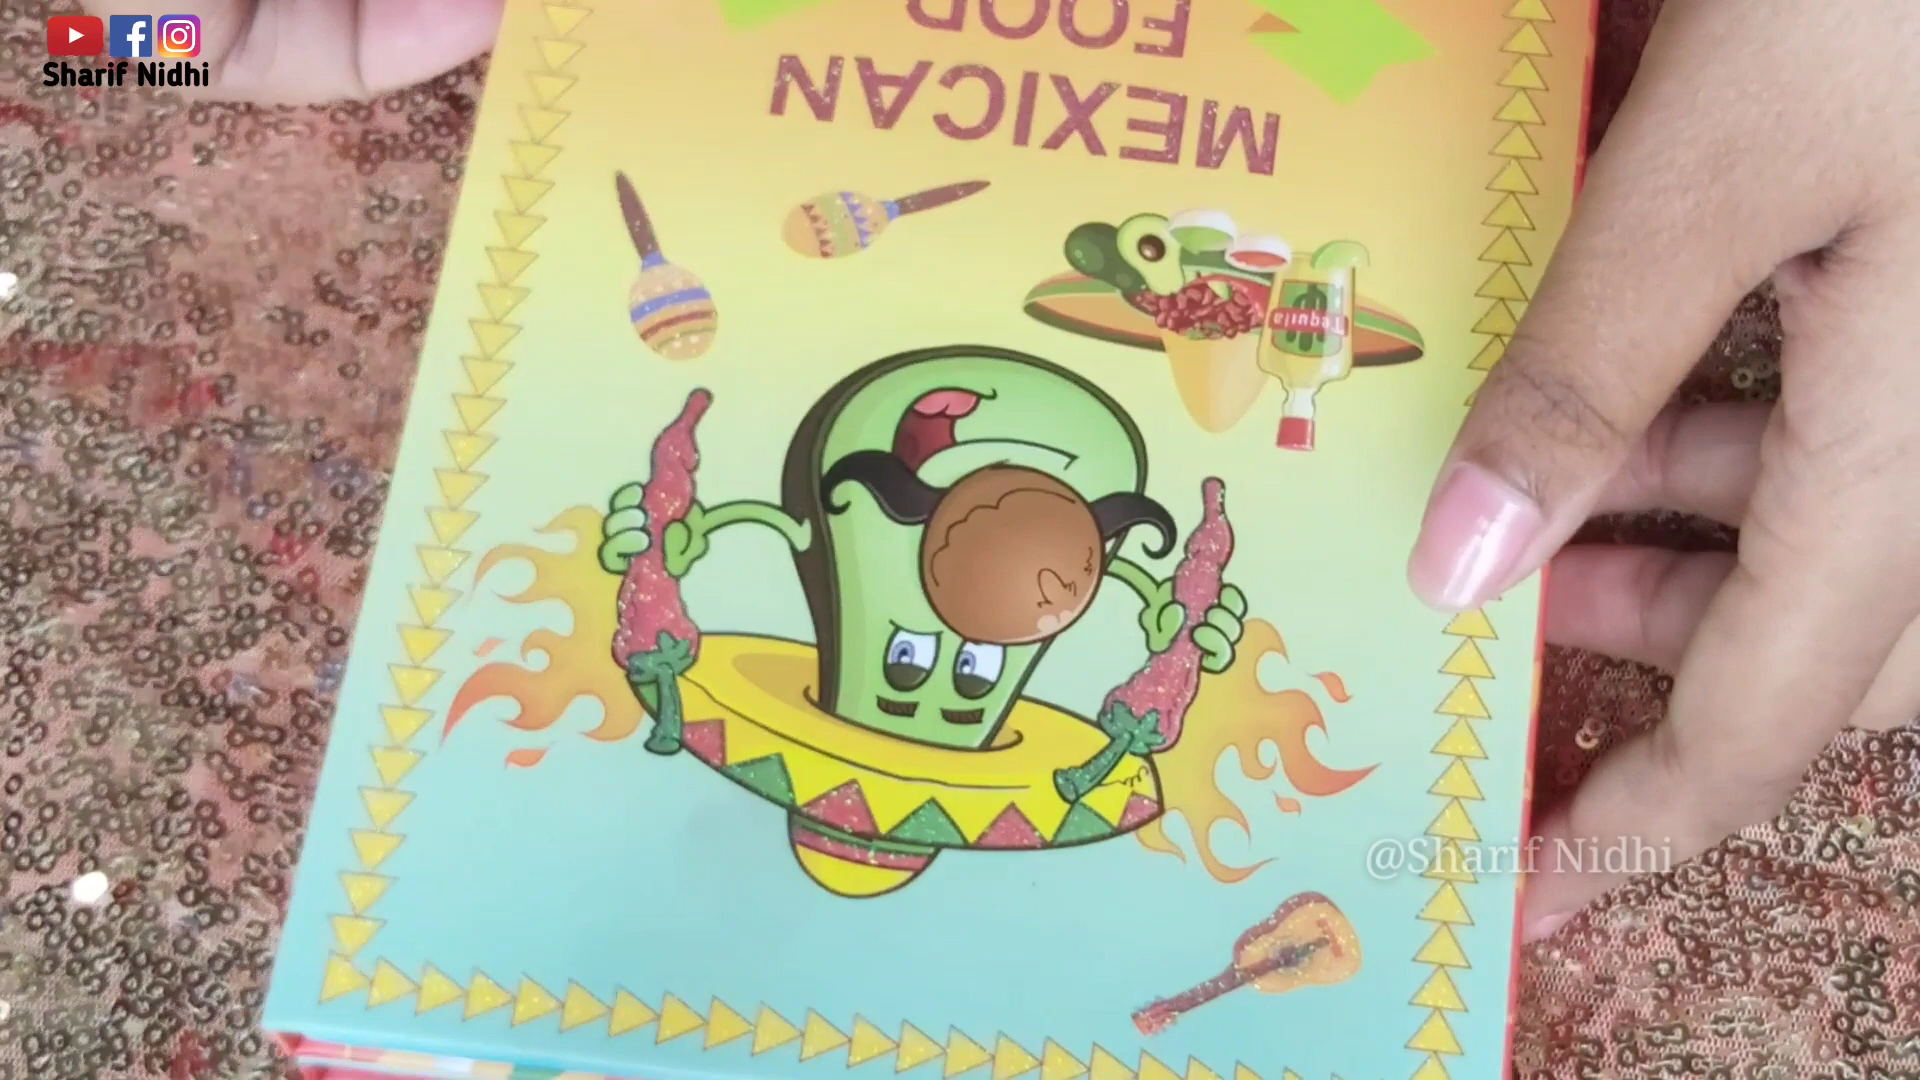 Sharif Nidhi
MEXICAN
FOOD
Tequila
@Sharif Nidhi